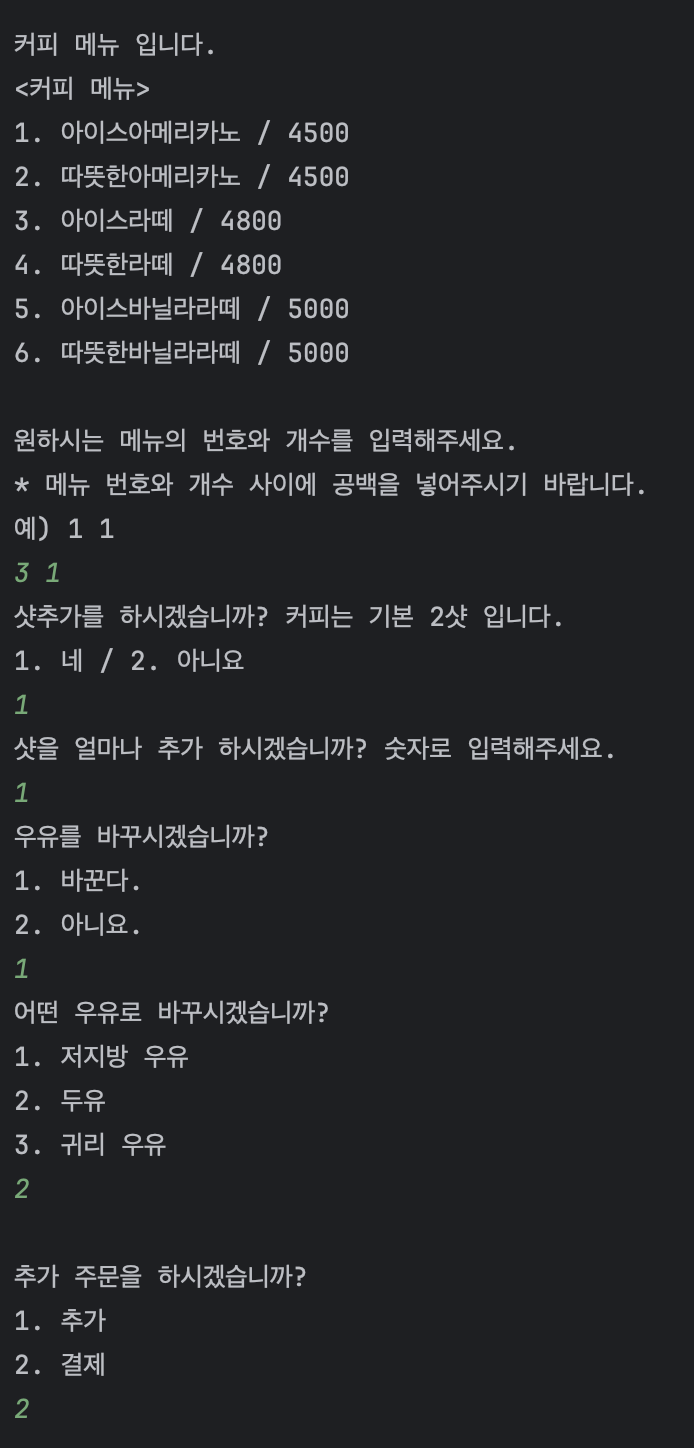 커피 메뉴 입니다.
<커피 메뉴>
1. 아이스아메리카노 / 4500
2. 따뜻한아메리카노 / 4500
3. 아이스라떼 / 4800
4. 따뜻한라떼 / 4800
5. 아이스바닐라라떼 / 5000
6. 따뜻한바닐라라떼 / 5000
원하시는 메뉴의 번호와 개수를 입력해주세요.
* 메뉴 번호와 개수 사이에 공백을 넣어주시기 바랍니다.
예) 1 1
3 1
샷추가를 하시겠습니까? 커피는 기본 2샷 입니다.
1. 네 / 2. 아니요
1
샷을 얼마나 추가 하시겠습니까? 숫자로 입력해주세요.
1
우유를 바꾸시겠습니까?
1. 바꾼다.
2. 아니요.
1
어떤 우유로 바꾸시겠습니까?
1. 저지방 우유
2. 두유
3. 귀리 우유
2
추가 주문을 하시겠습니까?
1. 추가
2. 결제
2